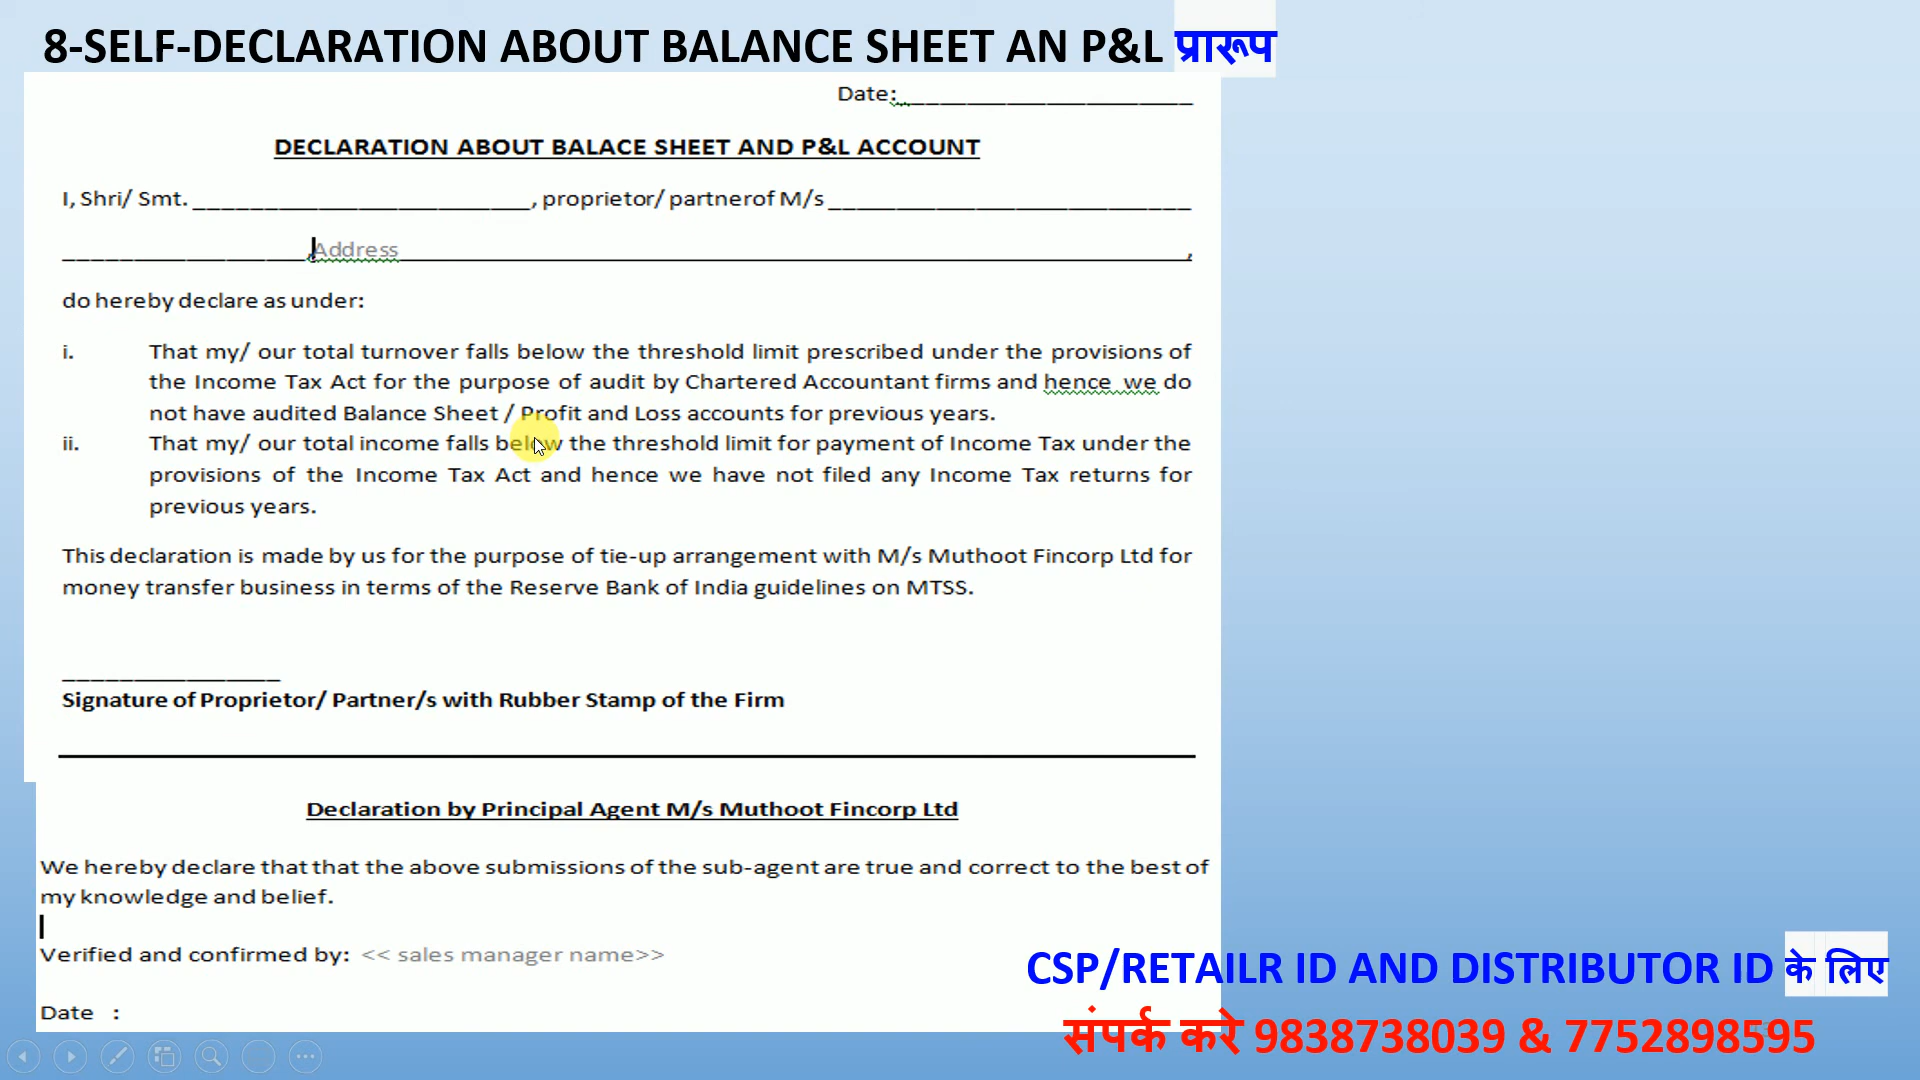 8-SELF-DECLARATION ABOUT BALANCE SHEET AN P&L प्रारूप
Date:_______________________
DECLARATION ABOUT BALACE SHEET AND P&L ACCOUNT
I, Shri/ Smt. ________________________, proprietor/ partnerof M/s __________________________
__________________,Address_________________________________________________________,
do hereby declare as under:
i. That my/ our total turnover falls below the threshold limit prescribed under the provisions of
the Income Tax Act for the purpose of audit by Chartered Accountant firms and hence we do
not have audited Balance Sheet / Profit and Loss accounts for previous years.
ii. That my/ our total income falls below the threshold limit for payment of Income Tax under the
provisions of the Income Tax Act and hence we have not filed any Income Tax returns for
previous years.
This declaration is made by us for the purpose of tie-up arrangement with M/s Muthoot Fincorp Ltd for
money transfer business in terms of the Reserve Bank of India guidelines on MTSS.
________________
Signature of Proprietor/ Partner/s with Rubber Stamp of the Firm
Declaration by Principal Agent M/s Muthoot Fincorp Ltd
We hereby declare that that the above submissions of the sub-agent are true and correct to the best of
my knowledge and belief.
Verified and confirmed by: << sales manager name>>
Date :
CSP/RETAILR ID AND DISTRIBUTOR ID के लिए
संपर्क करे 9838738039 & 7752898595